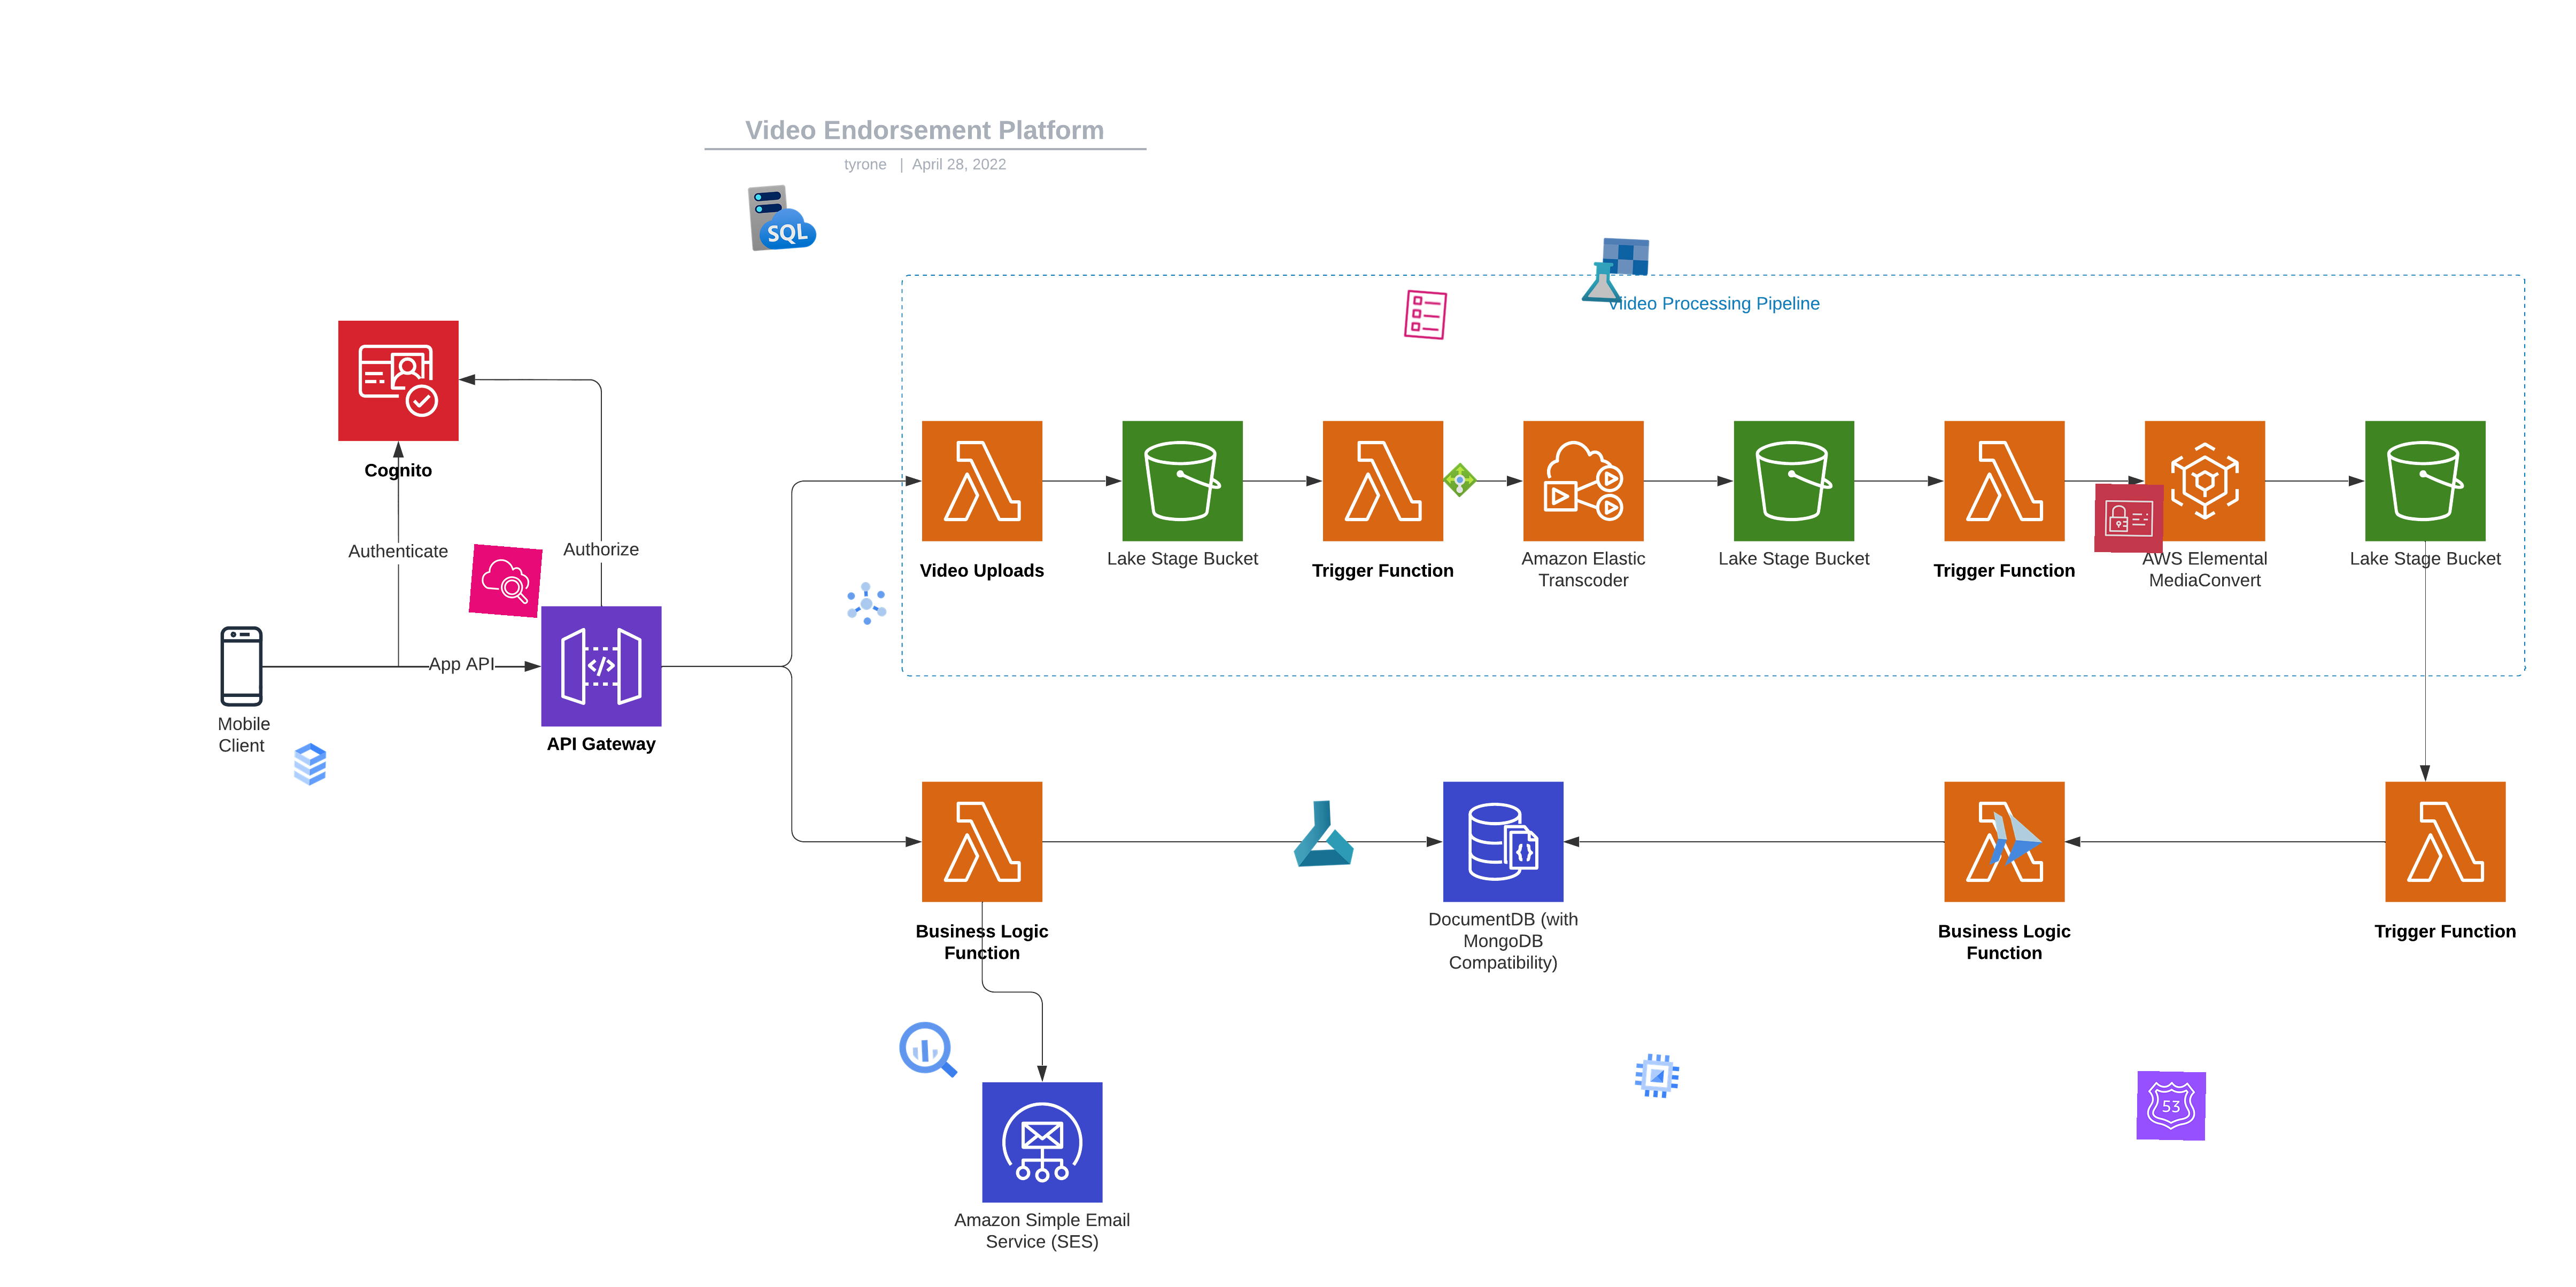 Video Endorsement Platform
tyrone | April 28, 2022
SQL
Viideo Processing Pipeline
Cognito
Authenticate
Authorize
Video Uploads
Lake Stage Bucket
Trigger Function
Amazon Elastic
Transcoder
Lake Stage Bucket
Trigger Function
AWS Elemental
MediaConvert
Lake Stage Bucket
App API
Mobile
Client
API Gateway
Business Logic
Function
DocumentDB (with
MongoDB
Compatibility)
Business Logic
Function
Trigger Function
53
Amazon Simple Email
Service (SES)